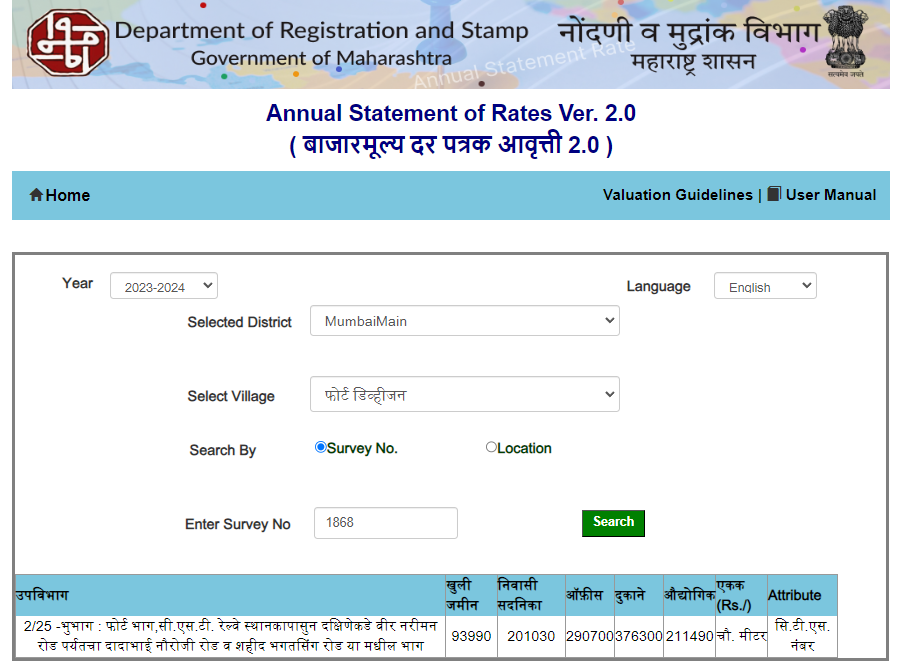 Department of Registration and Stamp
Government of Maharashtra
नोंदणी व मुद्रांक विभाग
महाराष्ट्र शासन
Annual Statement Rate
सत्यमेव जयते
Annual Statement of Rates Ver. 2.0
( बाजारमूल्य दर पत्रक आवृत्ती 2.0 )
Home
Valuation Guidelines | User Manual
Year 2023-2024 Language English
Selected District MumbaiMain
Select Village फोर्ट डिव्हीजन
Search By Survey No. Location
Enter Survey No 1868 Search
उपविभाग खुली जमीन निवासी सदनिका ऑफ़ीस दुकाने औद्योगिक एकक (Rs./) Attribute
2/25 -भुभाग : फोर्ट भाग,सी.एस.टी. रेल्वे स्थानकापासुन दक्षिणेकडे वीर नरीमन
रोड पर्यंतचा दादाभाई नौरोजी रोड व शहीद भगतसिंग रोड या मधील भाग
93990 201030 290700 376300 211490 चौ. मीटर सि.टी.एस. नंबर